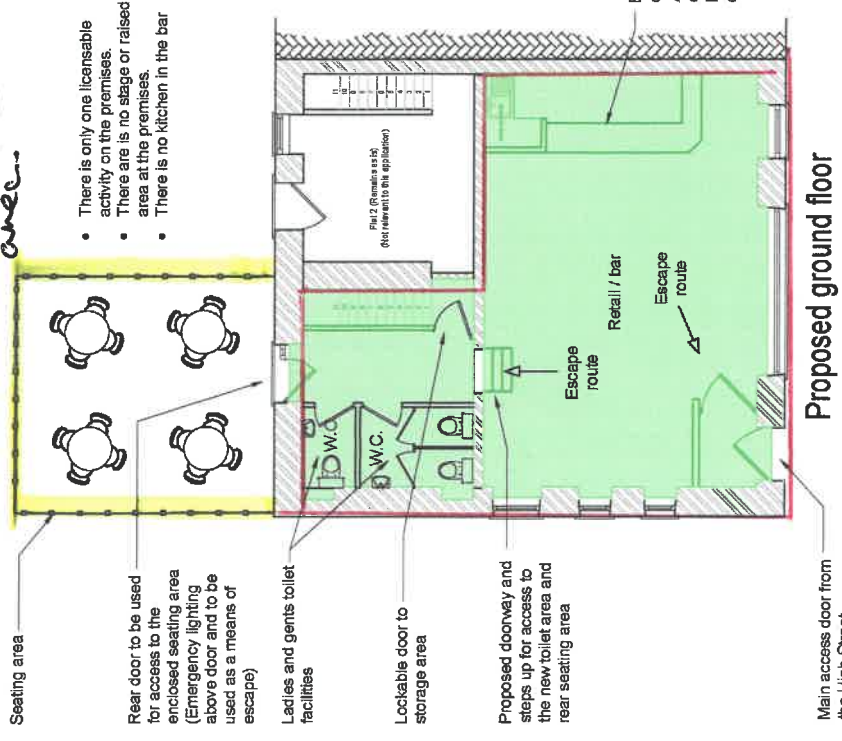 area.
• There is only one licensable
activity on the premises.
• There are is no stage or raised
area at the premises.
• There is no kitchen in the bar
Seating area
Rear door to be used
for access to the
enclosed seating area
(Emergency lighting
above door and to be
used as a means of
escape)
Ladies and gents toilet
facilities
Lockable door to
storage area
Proposed doorway and
steps up for access to
the new toilet area and
rear seating area
Main access door from
the High Street
Flat 2 (Remains as is)
(Not relevent to this application)
W.C.
W.C.
Retail / bar
Escape
route
Escape
route
Proposed ground floor